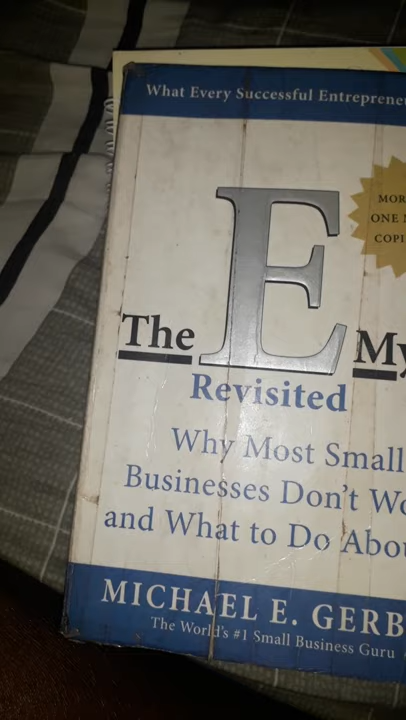 What Every Successful Entrepreneu
MOR
ONE M
COPI
The E My
Revisited
Why Most Small
Businesses Don't Wo
and What to Do Abou
MICHAEL E. GERB
The World's #1 Small Business Guru